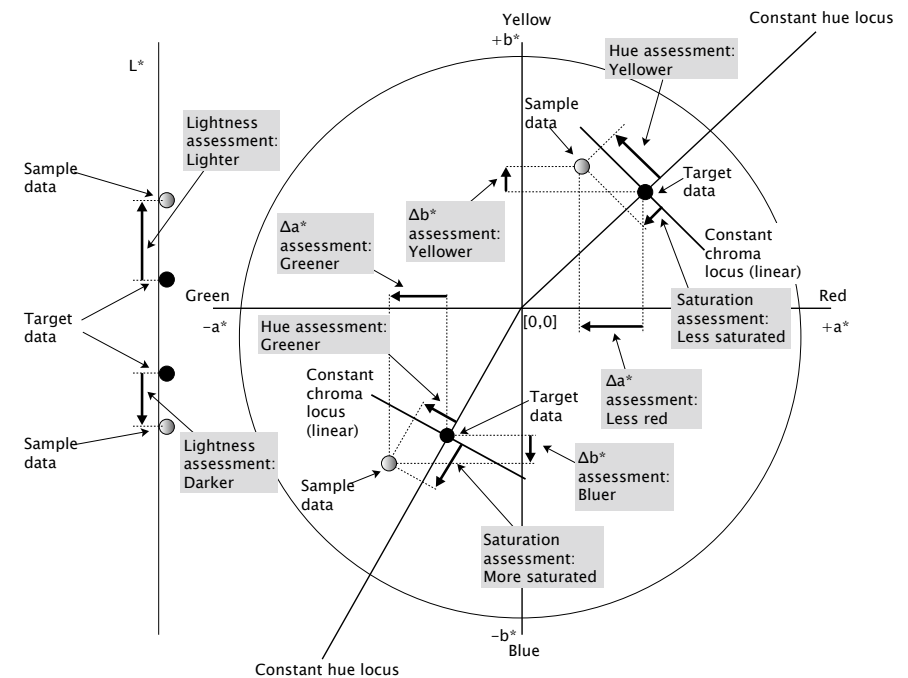 Constant hue locus
Yellow
+b*
L*
Hue assessment:
Yellower
Sample
data
Lightness
assessment:
Lighter
Sample
data
Target
data
Δb*
assessment:
Yellower
Δa*
assessment:
Greener
Constant
chroma
locus (linear)
Green
–a*
Red
+a*
[0,0]
Saturation
assessment:
Less saturated
Target
data
Hue assessment:
Greener
Constant
chroma
locus
(linear)
Δa*
assessment:
Less red
Target
data
Sample
data
Lightness
assessment:
Darker
Δb*
assessment:
Bluer
Sample
data
Saturation
assessment:
More saturated
–b*
Blue
Constant hue locus